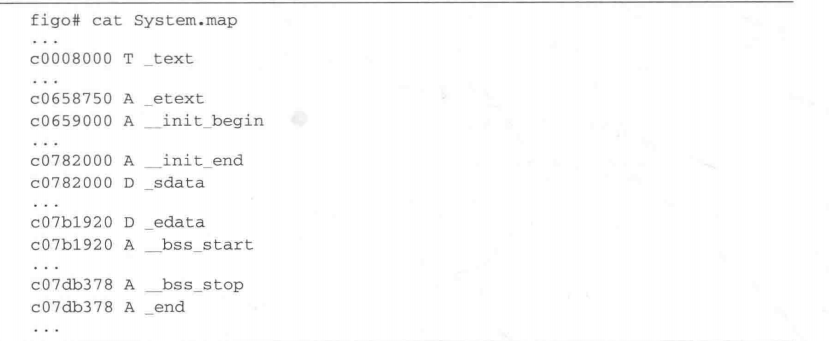 figo# cat System.map
...
c0008000 T _text
...
c0658750 A _etext
c0659000 A __init_begin
...
c0782000 A __init_end
c0782000 D _sdata
...
c07b1920 D _edata
c07b1920 A __bss_start
...
c07db378 A __bss_stop
c07db378 A _end
...